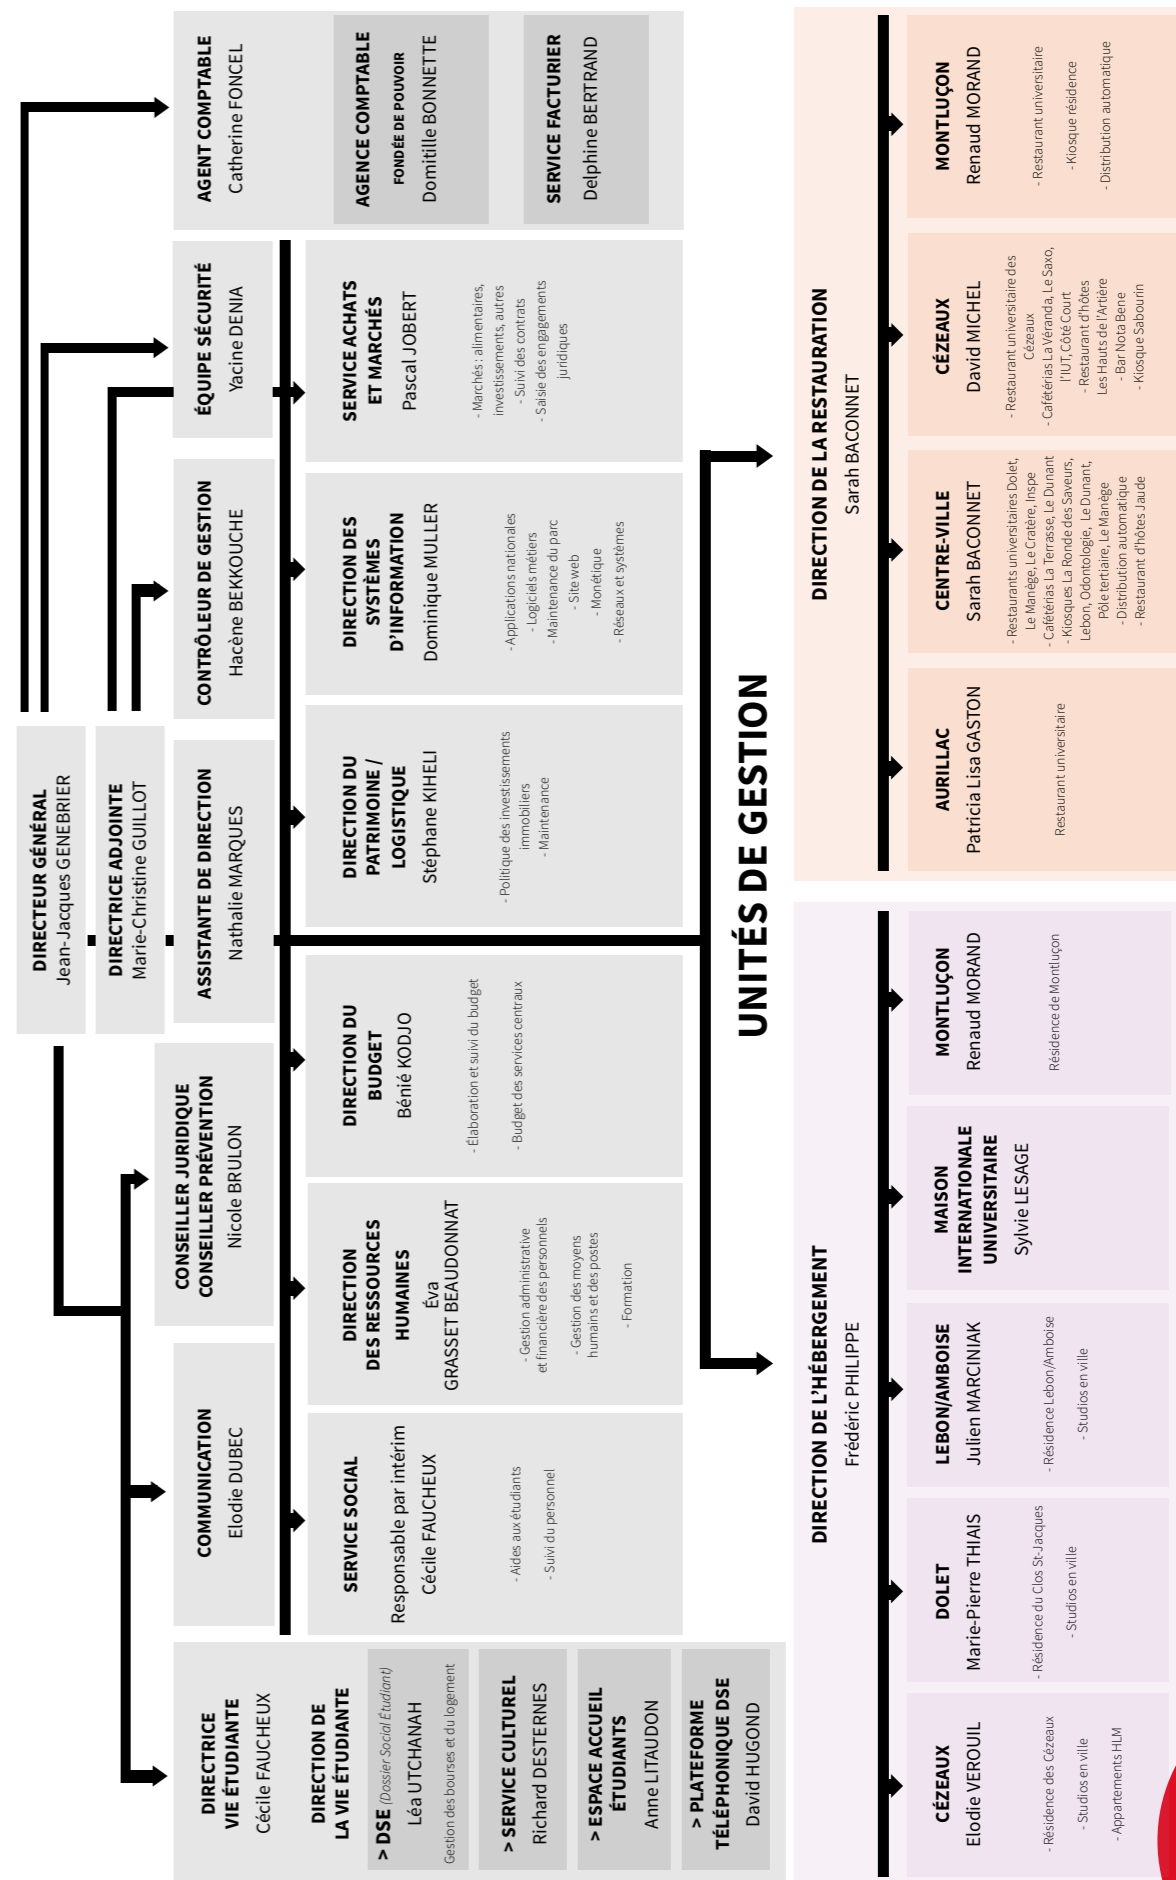 DIRECTEUR GÉNÉRAL
Jean-Jacques GENEBRIER
DIRECTRICE ADJOINTE
Marie-Christine GUILLOT
DIRECTRICE
VIE ÉTUDIANTE
Cécile FAUCHEUX
DIRECTION DE
LA VIE ÉTUDIANTE
> DSE (Dossier Social Étudiant)
Léa UTCHANAH
Gestion des bourses et du logement
> SERVICE CULTUREL
Richard DESTERNES
> ESPACE ACCUEIL
ÉTUDIANTS
Anne LITAUDON
> PLATEFORME
TÉLÉPHONIQUE DSE
David HUGOND
COMMUNICATION
Elodie DUBEC
CONSEILLER JURIDIQUE
CONSEILLER PRÉVENTION
Nicole BRULON
ASSISTANTE DE DIRECTION
Nathalie MARQUES
CONTRÔLEUR DE GESTION
Hacène BEKKOUCHE
ÉQUIPE SÉCURITÉ
Yacine DENIA
AGENT COMPTABLE
Catherine FONCEL
AGENCE COMPTABLE
FONDÉE DE POUVOIR
Domitille BONNETTE
SERVICE FACTURIER
Delphine BERTRAND
SERVICE SOCIAL
Responsable par intérim
Cécile FAUCHEUX
- Aides aux étudiants
- Suivi du personnel
DIRECTION
DES RESSOURCES
HUMAINES
Éva
GRASSET BEAUDONNAT
- Gestion administrative
et financière des personnels
- Gestion des moyens
humains et des postes
- Formation
DIRECTION DU
BUDGET
Bénié KODJO
- Élaboration et suivi du budget
- Budget des services centraux
DIRECTION DU
PATRIMOINE /
LOGISTIQUE
Stéphane KIHELI
- Politique des investissements
immobiliers
- Maintenance
DIRECTION DES
SYSTÈMES
D'INFORMATION
Dominique MULLER
- Applications nationales
- Logiciels métiers
- Maintenance du parc
- Site web
- Monétique
- Réseaux et systèmes
SERVICE ACHATS
ET MARCHÉS
Pascal JOBERT
- Marchés : alimentaires,
investissements, autres
- Suivi des contrats
- Saisie des engagements
juridiques
UNITÉS DE GESTION
DIRECTION DE L'HÉBERGEMENT
Frédéric PHILIPPE
CÉZEAUX
Elodie VEROUIL
- Résidence des Cézeaux
- Studios en ville
- Appartements HLM
DOLET
Marie-Pierre THIAIS
- Résidence du Clos St-Jacques
- Studios en ville
LEBON/AMBOISE
Julien MARCINIAK
- Résidence Lebon/Amboise
- Studios en ville
MAISON
INTERNATIONALE
UNIVERSITAIRE
Sylvie LESAGE
MONTLUÇON
Renaud MORAND
Résidence de Montluçon
DIRECTION DE LA RESTAURATION
Sarah BACONNET
AURILLAC
Patricia Lisa GASTON
Restaurant universitaire
CENTRE-VILLE
Sarah BACONNET
- Restaurants universitaires Dolet,
Le Manège, Le Cratère, Inspe
- Cafétérias La Terrasse, Le Dunant
- Kiosques La Ronde des Saveurs,
Lebon, Odontologie, Le Dunant,
Pôle tertiaire, Le Manège
- Distribution automatique
- Restaurant d'hôtes Jaude
CÉZEAUX
David MICHEL
- Restaurant universitaire des
Cézeaux
- Cafétérias La Véranda, Le Saxo,
l'IUT, Côté Court
- Restaurant d'hôtes
Les Hauts de l'Artière
- Bar Nota Bene
- Kiosque Sabourin
MONTLUÇON
Renaud MORAND
- Restaurant universitaire
- Kiosque résidence
- Distribution automatique